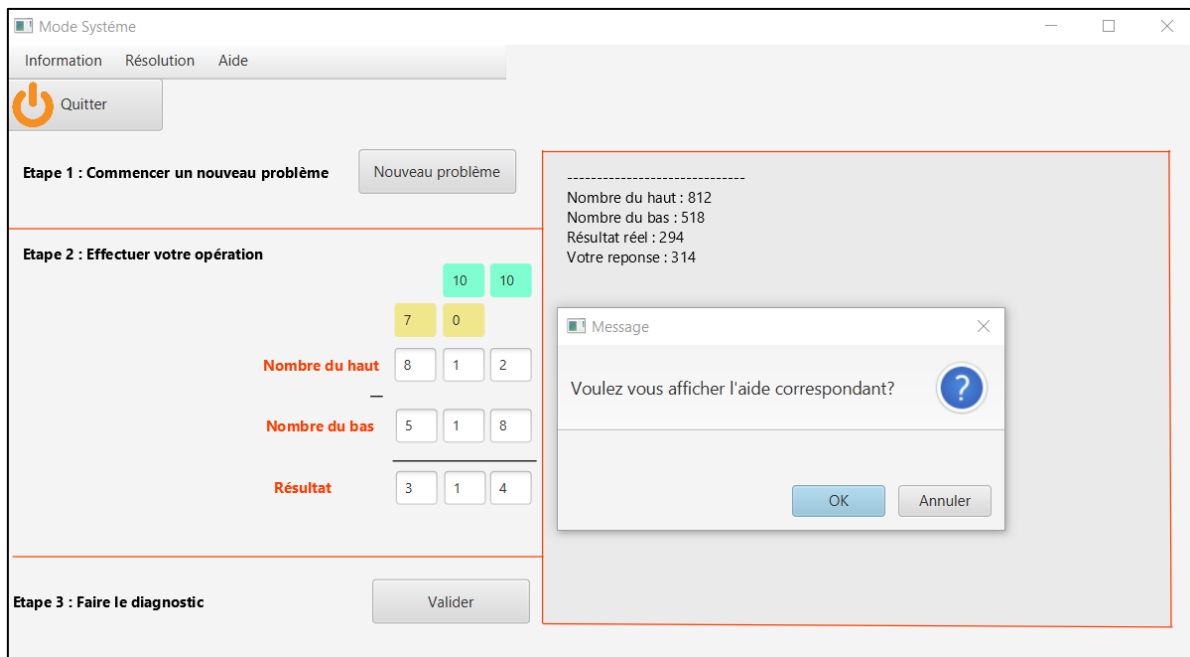 Mode Systéme
Information Résolution Aide
Quitter
Etape 1 : Commencer un nouveau problème
Nouveau problème
Etape 2 : Effectuer votre opération
10 10
7 0
Nombre du haut 8 1 2
—
Nombre du bas 5 1 8
Résultat 3 1 4
Etape 3 : Faire le diagnostic
Valider
------------------------------
Nombre du haut : 812
Nombre du bas : 518
Résultat réel : 294
Votre reponse : 314
Message
Voulez vous afficher l'aide correspondant?
?
OK Annuler